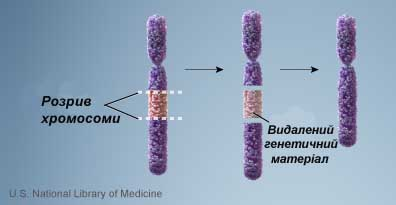 Розрив
хромосоми
Видалений
генетичний
матеріал
U.S. National Library of Medicine